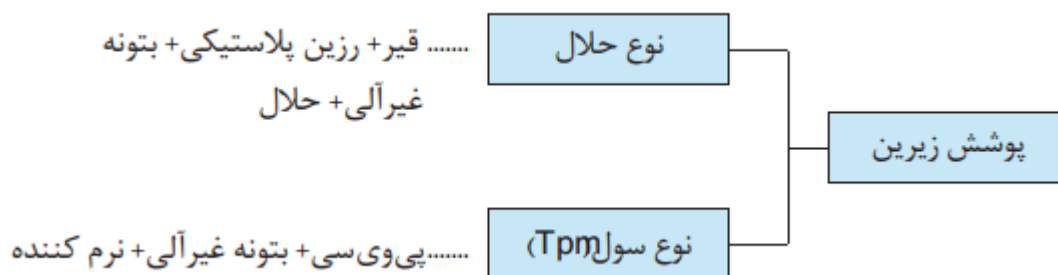 نوع حلال
....... قیر+ رزین پلاستیکی+ بتونه
غیرآلی+ حلال
پوشش زیرین
نوع سول(Tpm)
.......پی‌وی‌سی+ بتونه غیرآلی+ نرم کننده